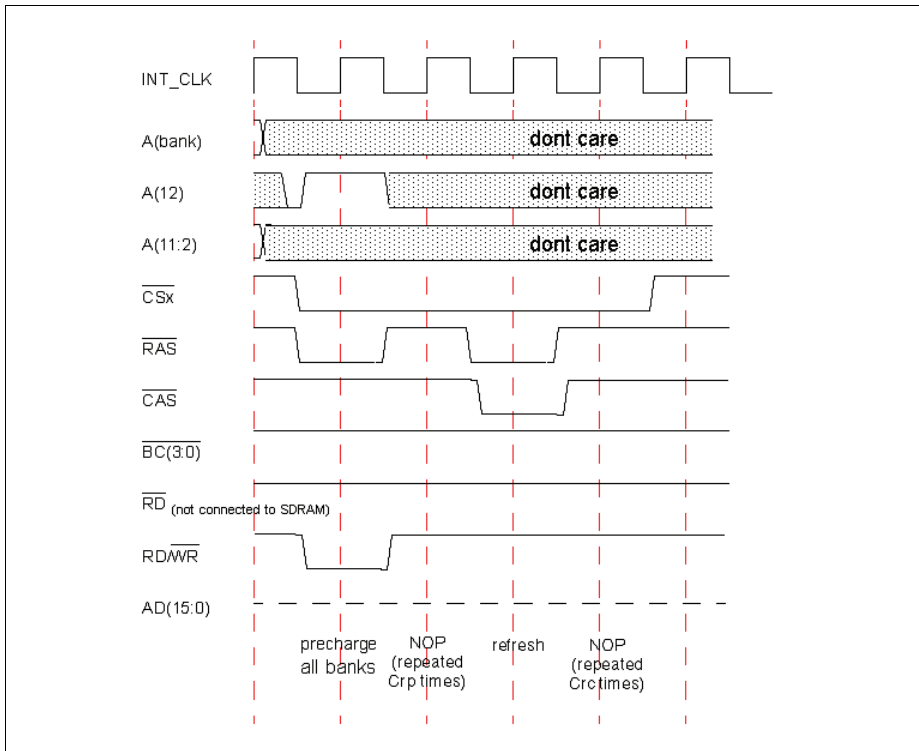 INT_CLK
A(bank) dont care
A(12) dont care
A(11:2) dont care
CSx
RAS
CAS
BC(3:0)
RD (not connected to SDRAM)
RD/WR
AD(15:0)
precharge all banks
NOP (repeated Crp times)
refresh
NOP (repeated Crc times)